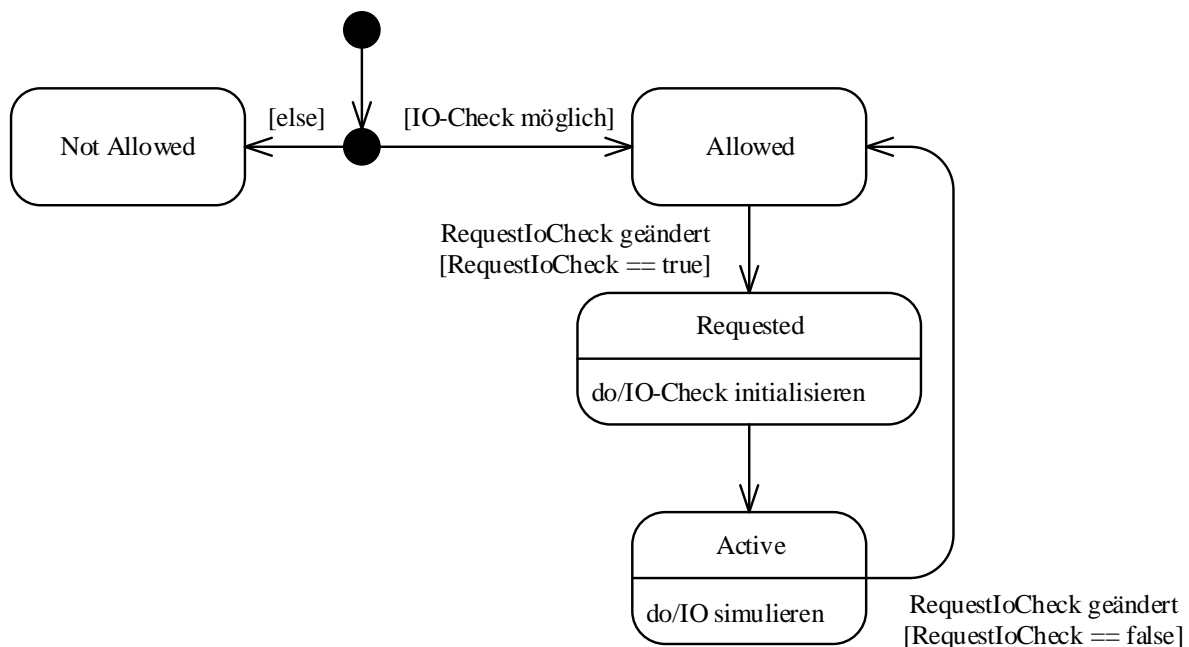 [else]
[IO-Check möglich]
Not Allowed
Allowed
RequestIoCheck geändert
[RequestIoCheck == true]
Requested
do/IO-Check initialisieren
Active
do/IO simulieren
RequestIoCheck geändert
[RequestIoCheck == false]